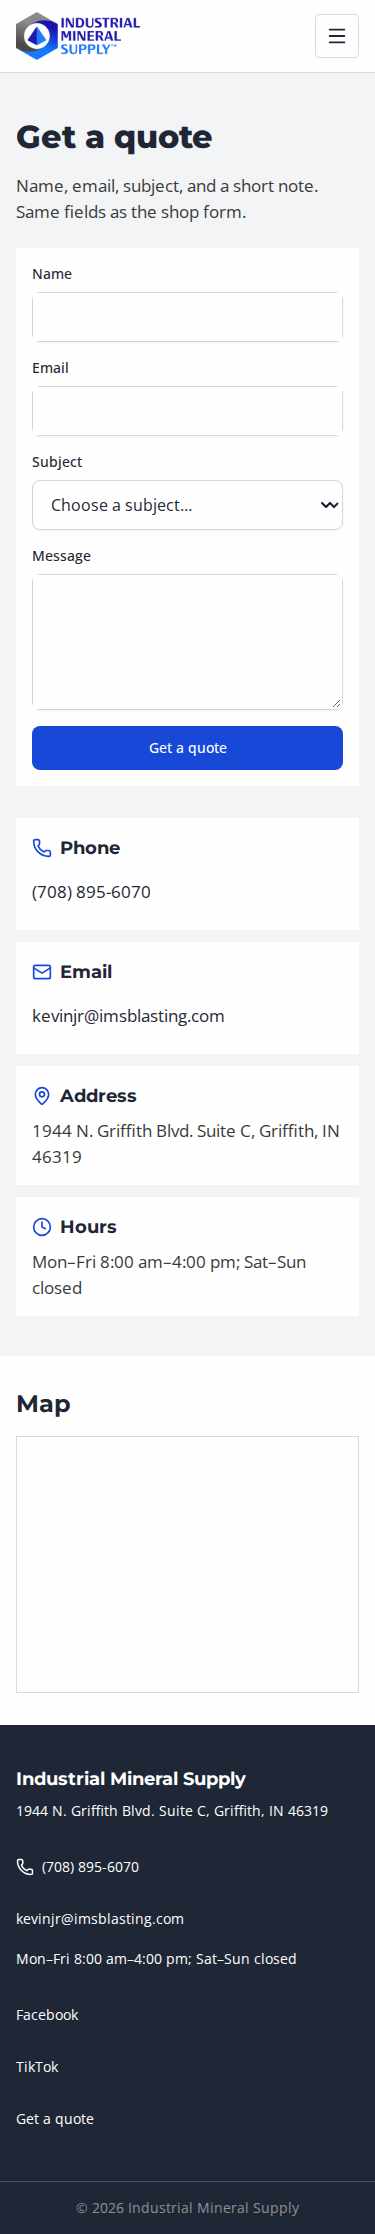 INDUSTRIAL
MINERAL
SUPPLY™
Get a quote
Name, email, subject, and a short note.
Same fields as the shop form.
Name
Email
Subject
Choose a subject...
Message
Get a quote
Phone
(708) 895-6070
Email
kevinjr@imsblasting.com
Address
1944 N. Griffith Blvd. Suite C, Griffith, IN
46319
Hours
Mon–Fri 8:00 am–4:00 pm; Sat–Sun
closed
Map
Industrial Mineral Supply
1944 N. Griffith Blvd. Suite C, Griffith, IN 46319
(708) 895-6070
kevinjr@imsblasting.com
Mon–Fri 8:00 am–4:00 pm; Sat–Sun closed
Facebook
TikTok
Get a quote
© 2026 Industrial Mineral Supply